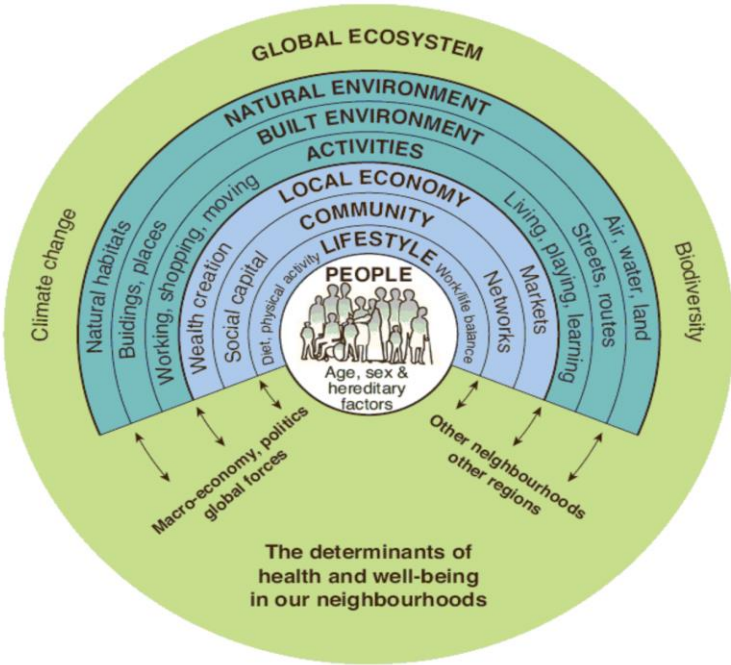 GLOBAL ECOSYSTEM
NATURAL ENVIRONMENT
BUILT ENVIRONMENT
ACTIVITIES
LOCAL ECONOMY
COMMUNITY
LIFESTYLE
PEOPLE
Age, sex &
hereditary
factors
Climate change
Natural habitats
Buidings, places
Working, shopping, moving
Wealth creation
Social capital
Diet, physical activity
Work/life balance
Networks
Markets
Living, playing, learning
Streets, routes
Air, water, land
Biodiversity
Macro-economy, politics
global forces
Other neighbourhoods
other regions
The determinants of
health and well-being
in our neighbourhoods